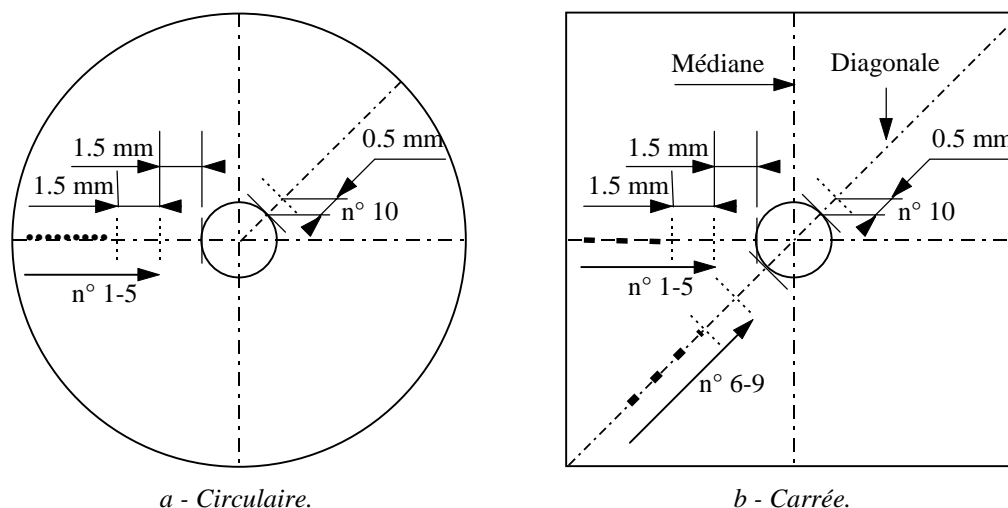 1.5 mm
1.5 mm
0.5 mm
n° 10
n° 1-5
a - Circulaire.
Médiane
Diagonale
1.5 mm
1.5 mm
0.5 mm
n° 10
n° 1-5
n° 6-9
b - Carrée.